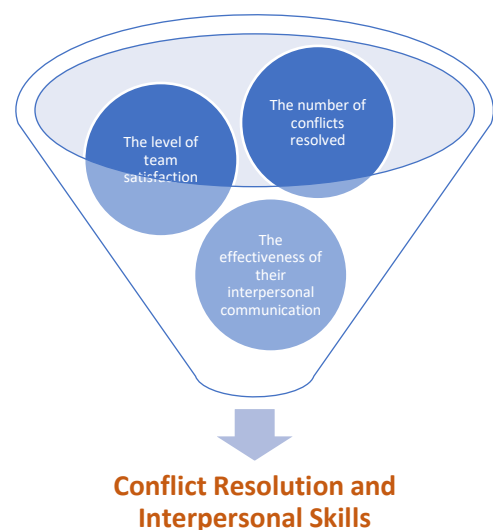 The number of
conflicts
resolved
The level of
team
satisfaction
The
effectiveness of
their
interpersonal
communication
Conflict Resolution and
Interpersonal Skills